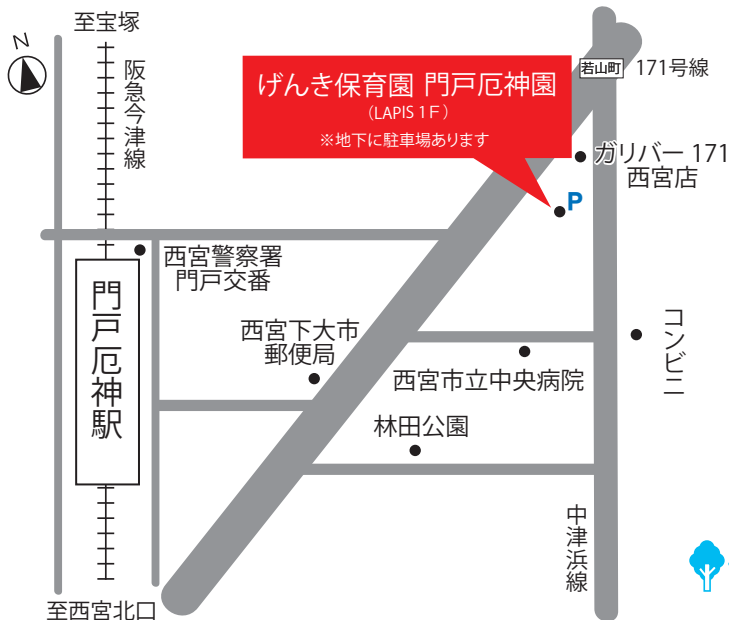 至宝塚
N
阪急今津線
げんき保育園 門戸厄神園
(LAPIS 1F)
※地下に駐車場あります
若山町
171号線
ガリバー 171
西宮店
P
西宮警察署
門戸交番
門戸厄神駅
西宮下大市
郵便局
コンビニ
西宮市立中央病院
林田公園
中津浜線
至西宮北口